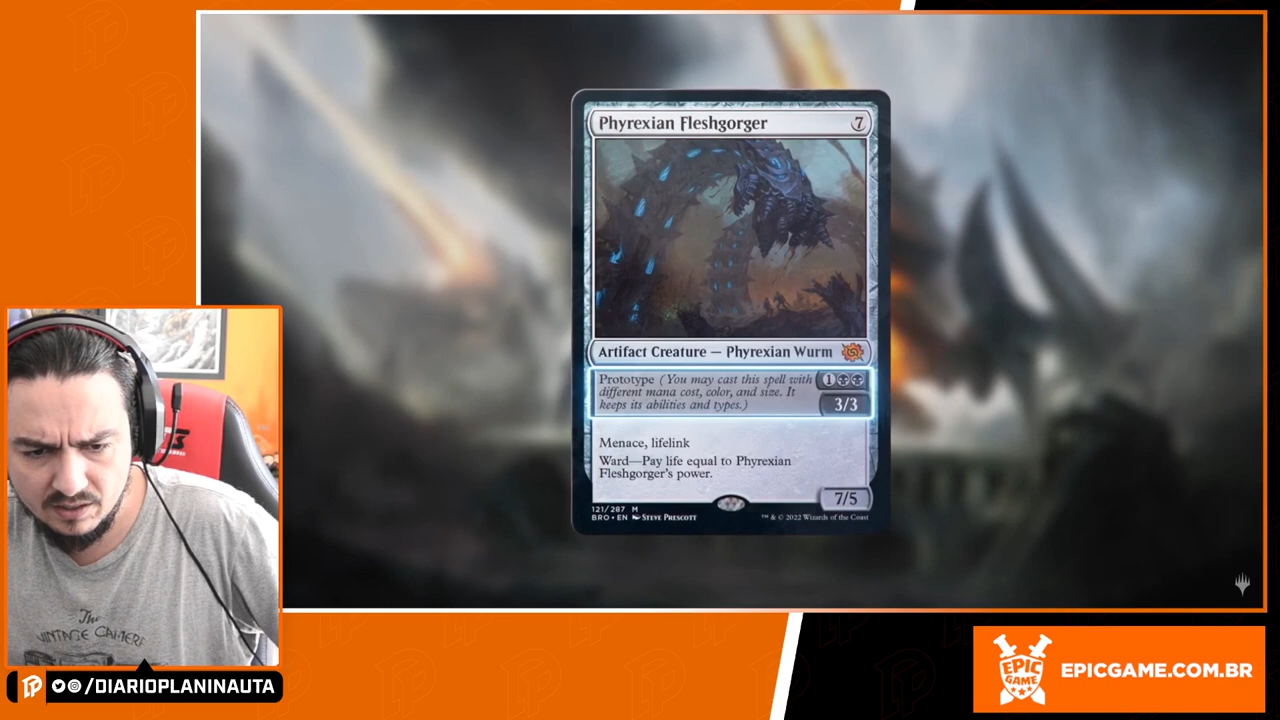 Phyrexian Fleshgorger 7
Artifact Creature — Phyrexian Wurm
Prototype (You may cast this spell with 1
different mana cost, color, and size. It
keeps its abilities and types.) 3/3
Menace, lifelink
Ward—Pay life equal to Phyrexian
Fleshgorger's power.
7/5
121/287 M
BRO • EN STEVE PRESCOTT ™ & © 2022 Wizards of the Coast
The
VINTAGE GAMERS
/DIARIOPLANINAUTA
EPIC
GAME
EPICGAME.COM.BR